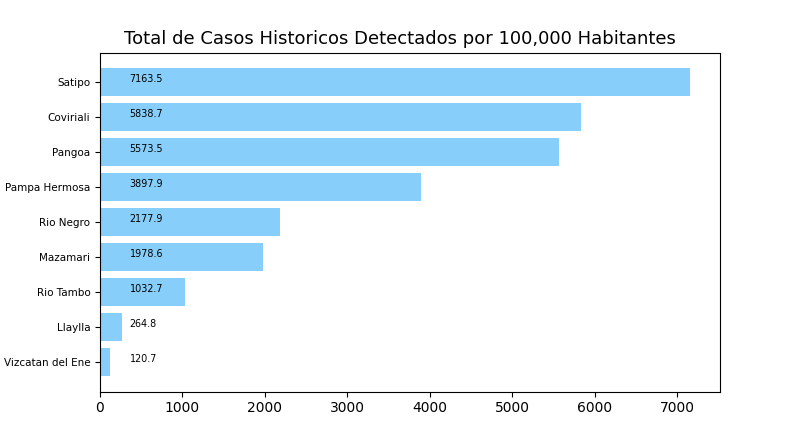 Total de Casos Historicos Detectados por 100,000 Habitantes
Satipo 7163.5
Coviriali 5838.7
Pangoa 5573.5
Pampa Hermosa 3897.9
Rio Negro 2177.9
Mazamari 1978.6
Rio Tambo 1032.7
Llaylla 264.8
Vizcatan del Ene 120.7
0 1000 2000 3000 4000 5000 6000 7000